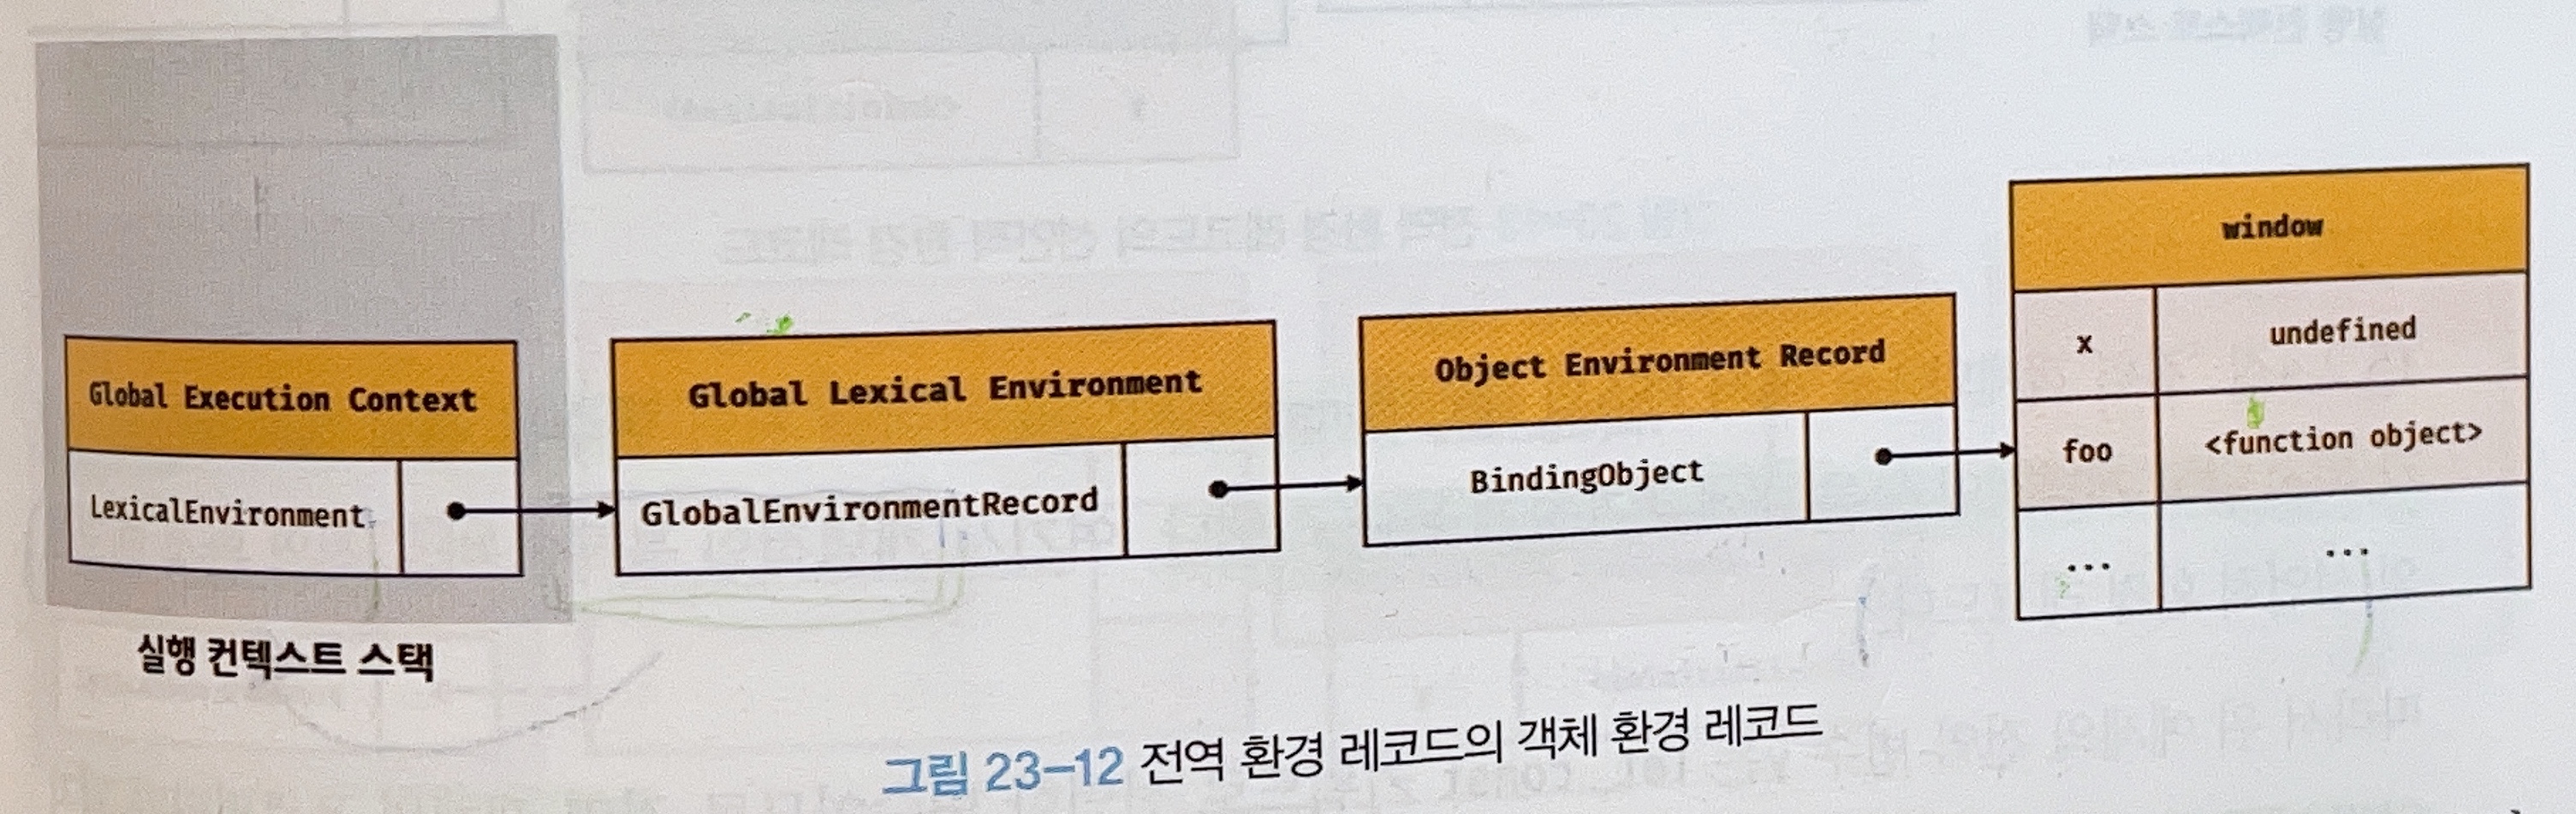 Global Execution Context
LexicalEnvironment
실행 컨텍스트 스택
Global Lexical Environment
GlobalEnvironmentRecord
Object Environment Record
BindingObject
window
x undefined
foo <function object>
... ...
그림 23-12 전역 환경 레코드의 객체 환경 레코드